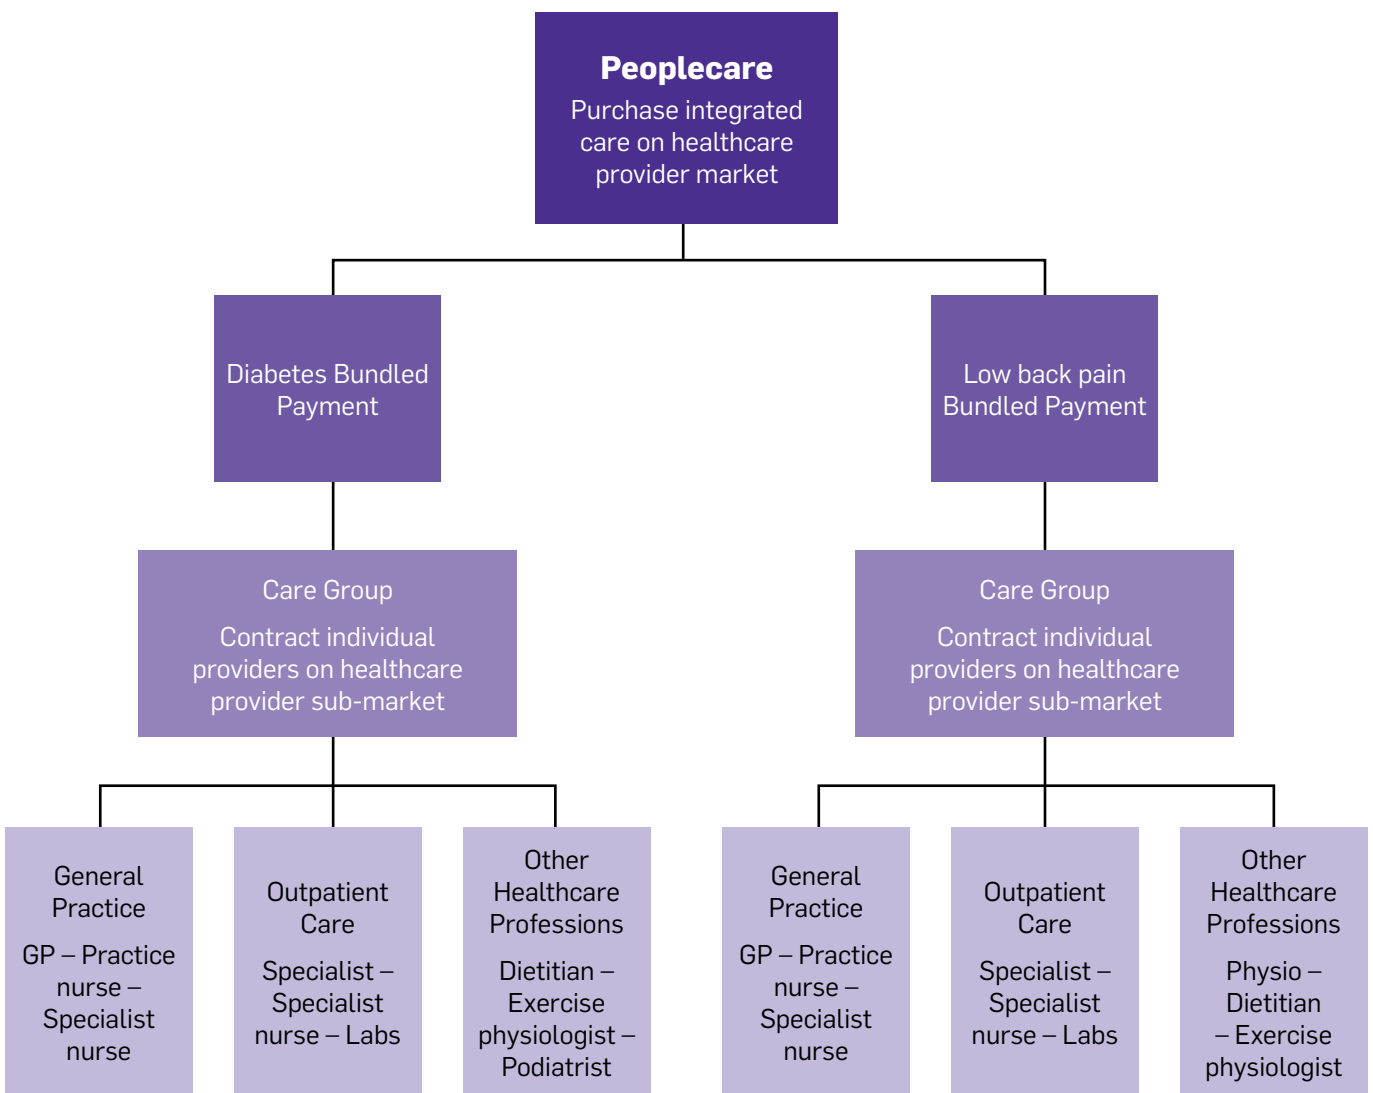 Peoplecare
Purchase integrated
care on healthcare
provider market
Diabetes Bundled
Payment
Low back pain
Bundled Payment
Care Group
Contract individual
providers on healthcare
provider sub-market
Care Group
Contract individual
providers on healthcare
provider sub-market
General
Practice
GP – Practice
nurse –
Specialist
nurse
Outpatient
Care
Specialist –
Specialist
nurse – Labs
Other
Healthcare
Professions
Dietitian –
Exercise
physiologist –
Podiatrist
General
Practice
GP – Practice
nurse –
Specialist
nurse
Outpatient
Care
Specialist –
Specialist
nurse – Labs
Other
Healthcare
Professions
Physio –
Dietitian
– Exercise
physiologist